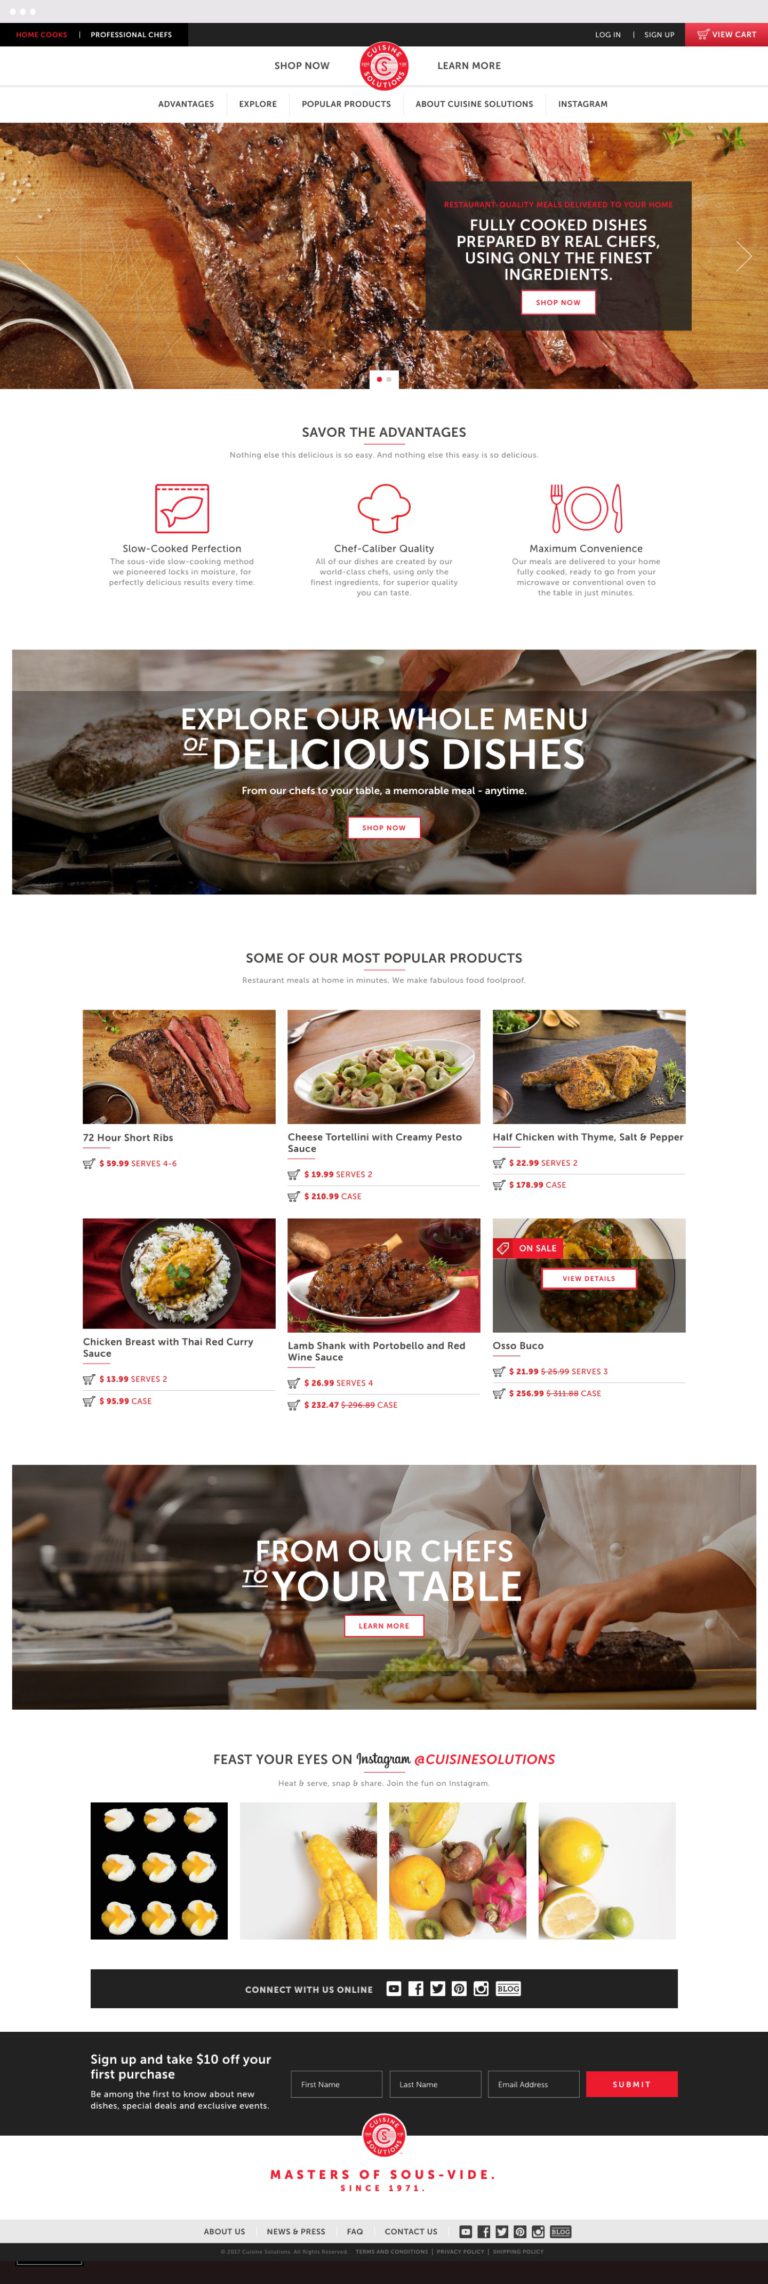 HOME COOKS | PROFESSIONAL CHEFS
LOG IN | SIGN UP
VIEW CART
SHOP NOW
CUISINE SOLUTIONS
LEARN MORE
ADVANTAGES
EXPLORE
POPULAR PRODUCTS
ABOUT CUISINE SOLUTIONS
INSTAGRAM
RESTAURANT-QUALITY MEALS DELIVERED TO YOUR HOME
FULLY COOKED DISHES
PREPARED BY REAL CHEFS,
USING ONLY THE FINEST
INGREDIENTS.
SHOP NOW
SAVOR THE ADVANTAGES
Nothing else this delicious is so easy. And nothing else this easy is so delicious.
Slow-Cooked Perfection
The sous-vide slow-cooking method
we pioneered locks in moisture, for
perfectly delicious results every time.
Chef-Caliber Quality
All of our dishes are created by our
world-class chefs, using only the
finest ingredients, for superior quality
you can taste.
Maximum Convenience
Our meals are delivered to your home
fully cooked, ready to go from your
microwave or conventional oven to
the table in just minutes.
EXPLORE OUR WHOLE MENU
OF DELICIOUS DISHES
From our chefs to your table, a memorable meal - anytime.
SHOP NOW
SOME OF OUR MOST POPULAR PRODUCTS
Restaurant meals at home in minutes. We make fabulous food foolproof.
72 Hour Short Ribs
$ 59.99 SERVES 4-6
Cheese Tortellini with Creamy Pesto
Sauce
$ 19.99 SERVES 2
$ 210.99 CASE
Half Chicken with Thyme, Salt & Pepper
$ 22.99 SERVES 2
$ 178.99 CASE
Chicken Breast with Thai Red Curry
Sauce
$ 13.99 SERVES 2
$ 95.99 CASE
Lamb Shank with Portobello and Red
Wine Sauce
$ 26.99 SERVES 4
$ 232.47 $ 296.89 CASE
ON SALE
VIEW DETAILS
Osso Buco
$ 21.99 $ 25.99 SERVES 3
$ 256.99 $ 311.88 CASE
FROM OUR CHEFS
TO YOUR TABLE
LEARN MORE
FEAST YOUR EYES ON Instagram @CUISINESOLUTIONS
Heat & serve, snap & share. Join the fun on Instagram.
CONNECT WITH US ONLINE
BLOG
Sign up and take $10 off your
first purchase
Be among the first to know about new
dishes, special deals and exclusive events.
First Name
Last Name
Email Address
SUBMIT
CUISINE SOLUTIONS
MASTERS OF SOUS-VIDE.
SINCE 1971.
ABOUT US
NEWS & PRESS
FAQ
CONTACT US
BLOG
© 2017 Cuisine Solutions. All Rights Reserved. TERMS AND CONDITIONS | PRIVACY POLICY | SHIPPING POLICY